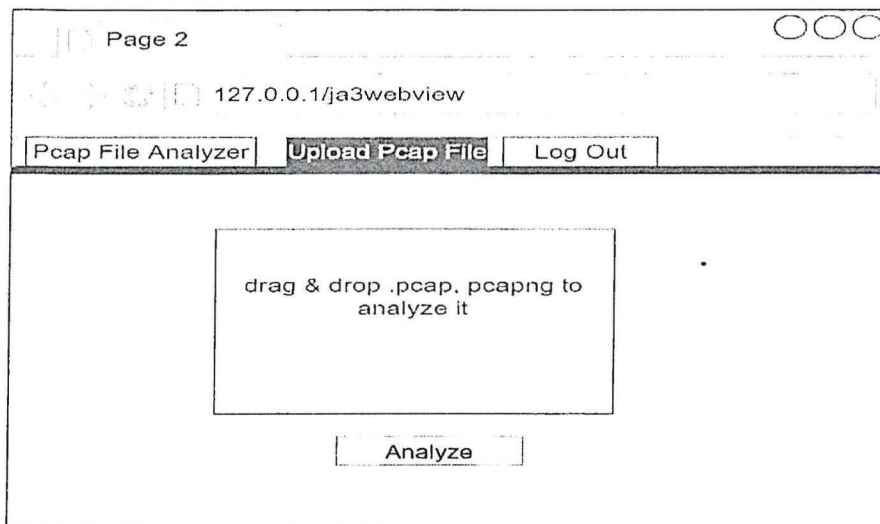 Page 2
127.0.0.1/ja3webview
Pcap File Analyzer
Upload Pcap File
Log Out
drag & drop .pcap, pcapng to
analyze it
Analyze